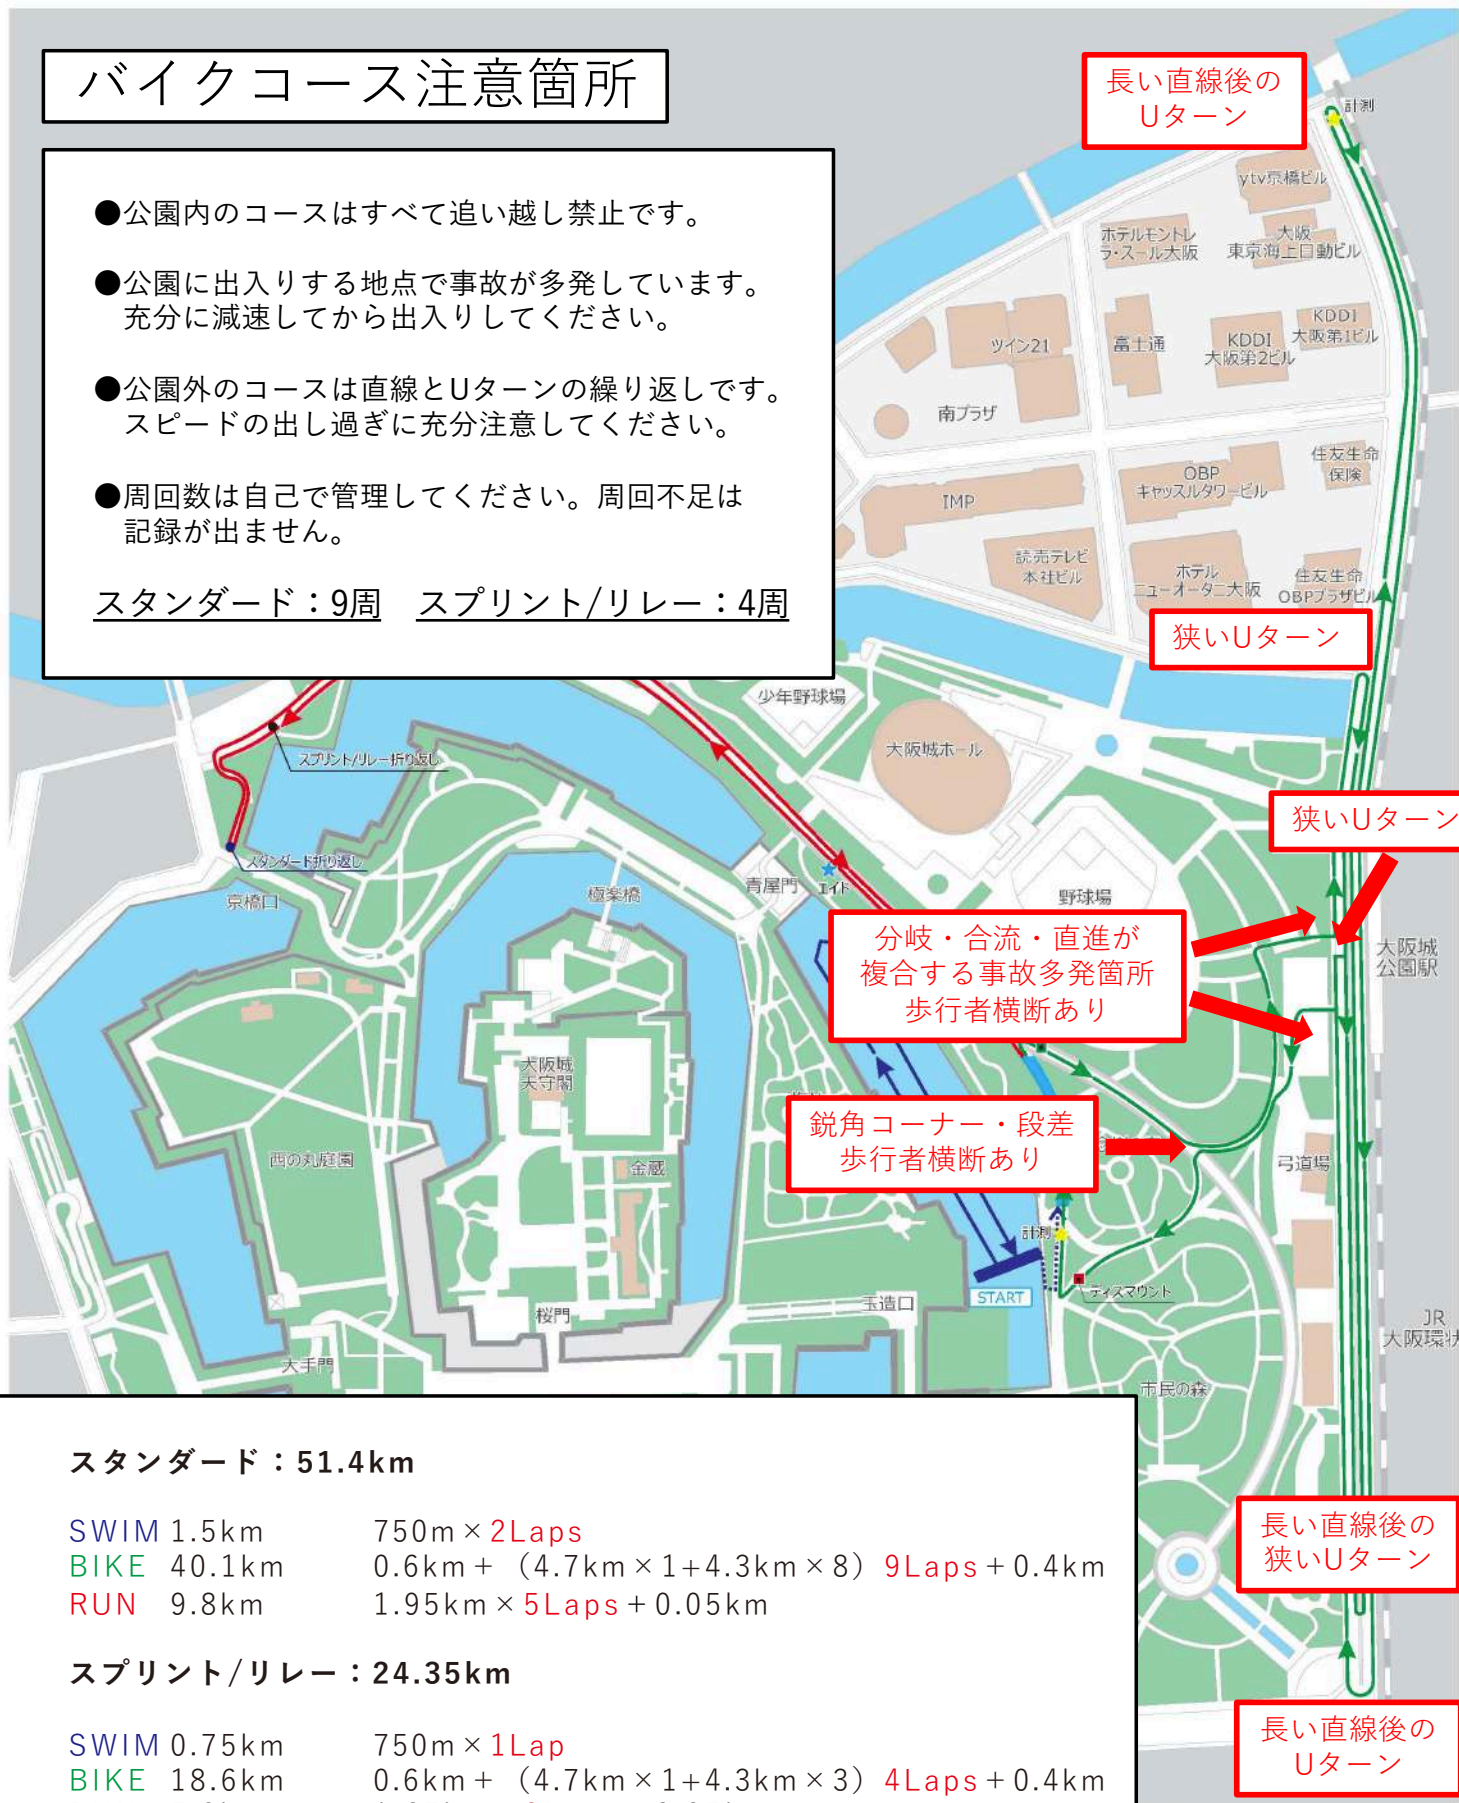 バイクコース注意箇所
●公園内のコースはすべて追い越し禁止です。
●公園に出入りする地点で事故が多発しています。
充分に減速してから出入りしてください。
●公園外のコースは直線とUターンの繰り返しです。
スピードの出し過ぎに充分注意してください。
●周回数は自己で管理してください。周回不足は
記録が出ません。
スタンダード：9周　スプリント/リレー：4周
長い直線後の
Uターン
計測
ytv京橋ビル
ホテルモントレ
ラ・スール大阪
大阪
東京海上日動ビル
ツイン21
富士通
KDDI
大阪第2ビル
KDDI
大阪第1ビル
南プラザ
住友生命
保険
OBP
キャッスルタワービル
IMP
読売テレビ
本社ビル
ホテル
ニューオータニ大阪
住友生命
OBPプラザビル
狭いUターン
少年野球場
大阪城ホール
スプリント/リレー折り返し
スタンダード折り返し
狭いUターン
京橋口
極楽橋
青屋門
エイド
野球場
分岐・合流・直進が
複合する事故多発箇所
歩行者横断あり
大阪城
公園駅
大阪城
天守閣
鋭角コーナー・段差
歩行者横断あり
西の丸庭園
金蔵
弓道場
計測
START
ディスマウント
玉造口
桜門
大手門
JR
大阪環状
市民の森
長い直線後の
狭いUターン
長い直線後の
Uターン
スタンダード：51.4km
SWIM 1.5km 750m×2Laps
BIKE 40.1km 0.6km+（4.7km×1+4.3km×8）9Laps+0.4km
RUN 9.8km 1.95km×5Laps+0.05km
スプリント/リレー：24.35km
SWIM 0.75km 750m×1Lap
BIKE 18.6km 0.6km+（4.7km×1+4.3km×3）4Laps+0.4km